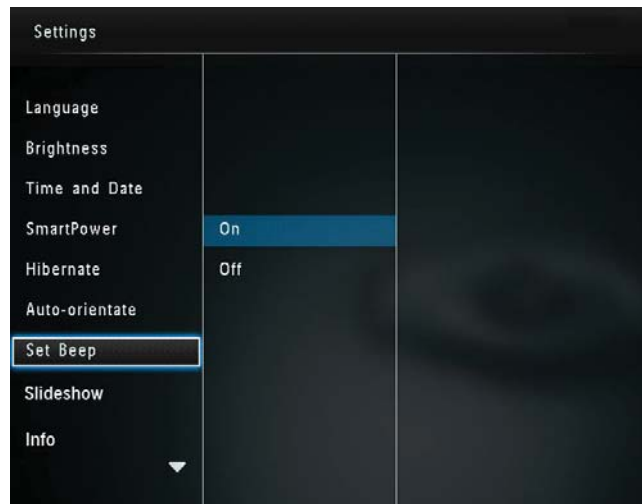 Settings
Language
Brightness
Time and Date
SmartPower
Hibernate
Auto-orientate
Set Beep
Slideshow
Info
On
Off